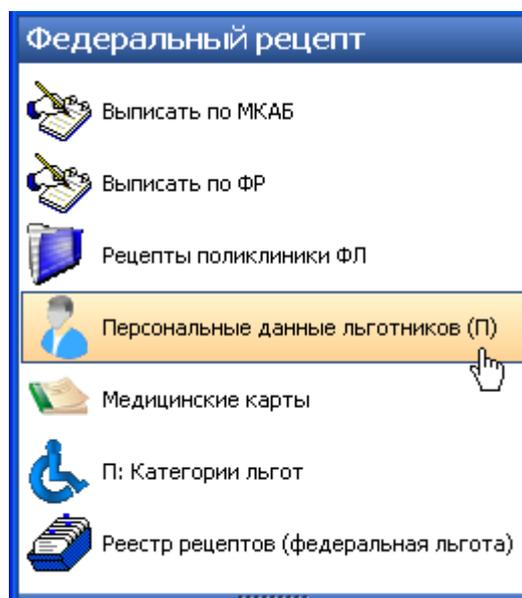 Федеральный рецепт
Выписать по МКАБ
Выписать по ФР
Рецепты поликлиники ФЛ
Персональные данные льготников (П)
Медицинские карты
П: Категории льгот
Реестр рецептов (федеральная льгота)